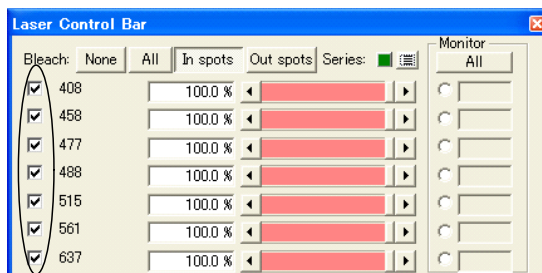 Laser Control Bar
Monitor
Bleach: None All In spots Out spots Series: All
408 100.0 %
458 100.0 %
477 100.0 %
488 100.0 %
515 100.0 %
561 100.0 %
637 100.0 %